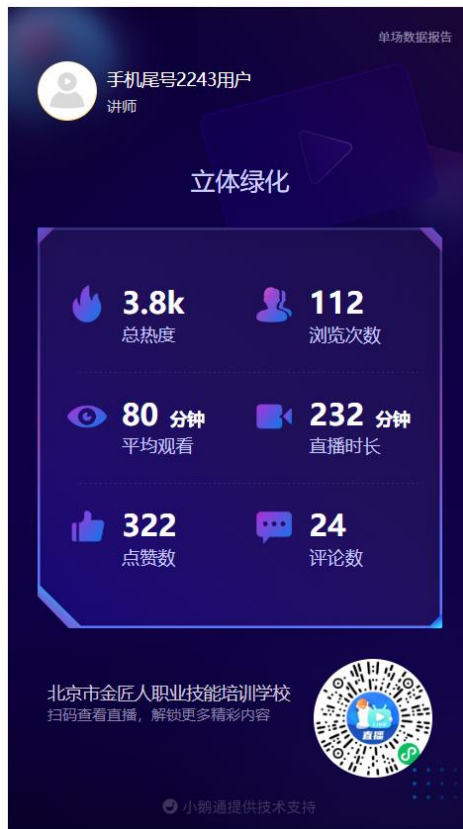 单场数据报告
手机尾号2243用户
讲师
立体绿化
3.8k
总热度
112
浏览次数
80 分钟
平均观看
232 分钟
直播时长
322
点赞数
24
评论数
北京市金匠人职业技能培训学校
扫码查看直播，解锁更多精彩内容
直播
小鹅通提供技术支持